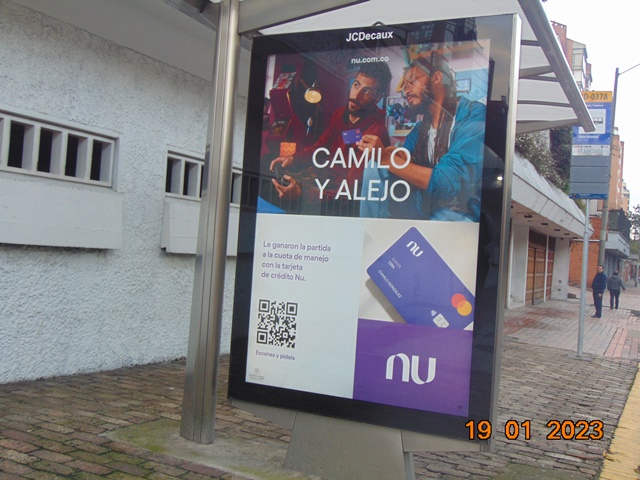 JCDecaux
nu.com.co
CAMILO
Y ALEJO
Le ganaron la partida
a la cuota de manejo
con la tarjeta
de crédito Nu.
Escanea y pídela
nu
nu
19 01 2023